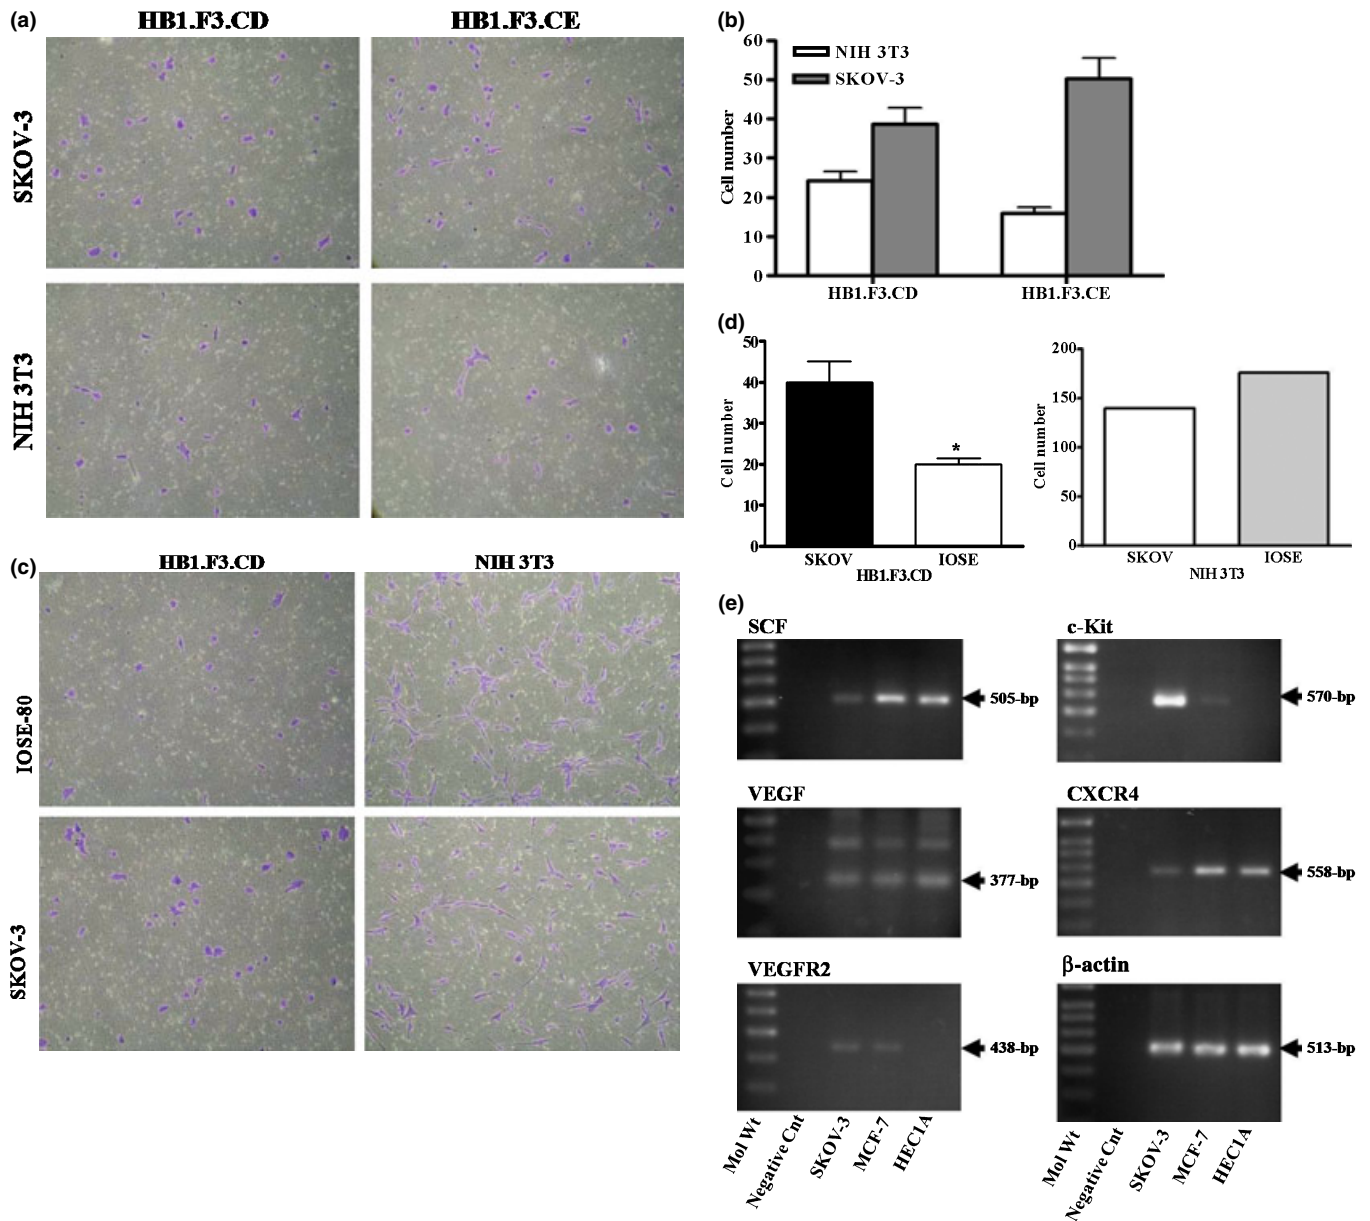 (a)
HB1.F3.CD
HB1.F3.CE
SKOV-3
NIH 3T3
(b)
60
50
40
30
20
10
0
Cell number
NIH 3T3
SKOV-3
HB1.F3.CD
HB1.F3.CE
(c)
HB1.F3.CD
NIH 3T3
IOSE-80
SKOV-3
(d)
50
40
30
20
10
0
Cell number
*
SKOV
IOSE
HB1.F3.CD
200
150
100
50
0
Cell number
SKOV
IOSE
NIH 3T3
(e)
SCF
505-bp
c-Kit
570-bp
VEGF
377-bp
CXCR4
558-bp
VEGFR2
438-bp
β-actin
513-bp
Mol Wt
Negative Cnt
SKOV-3
MCF-7
HEC1A
Mol Wt
Negative Cnt
SKOV-3
MCF-7
HEC1A